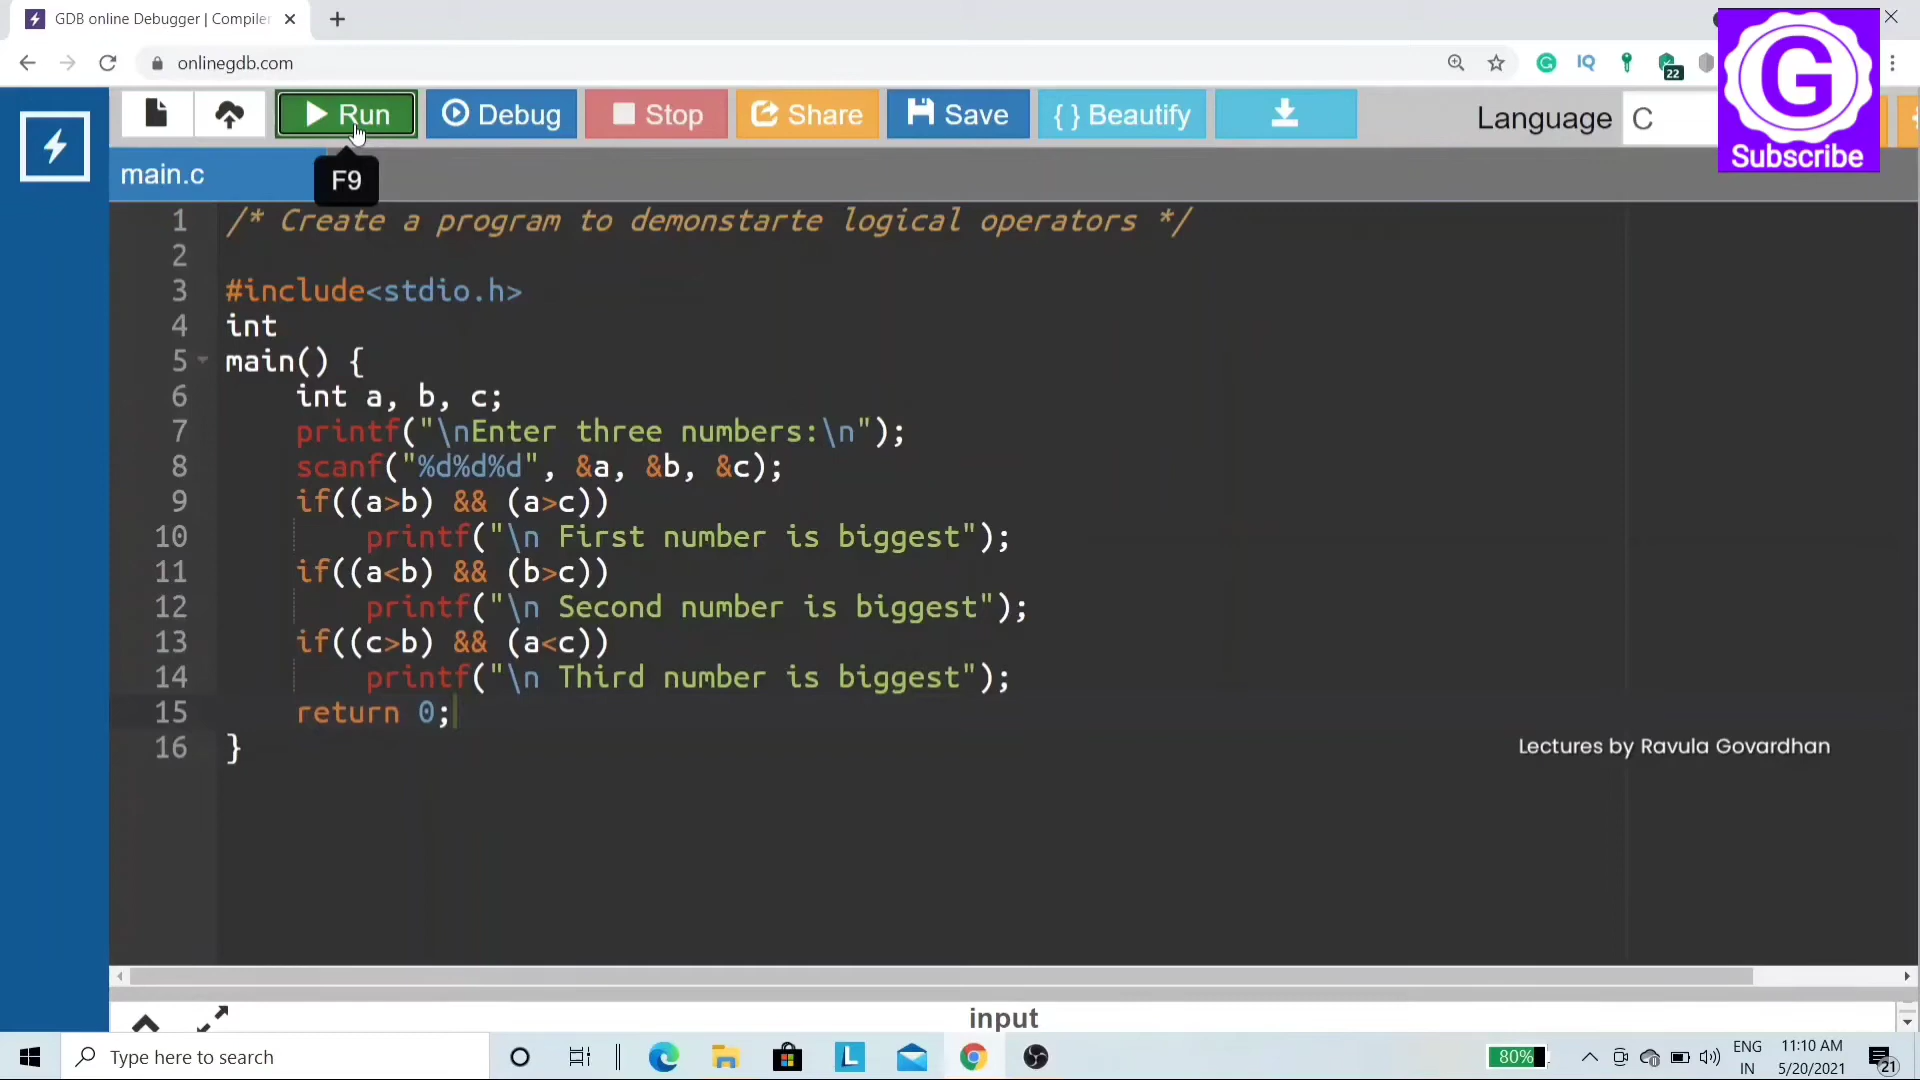 GDB online Debugger | Compiler
onlinegdb.com
IQ
22
G
Subscribe
Run
Debug
Stop
Share
Save
{ } Beautify
Language
C
main.c
F9
1 /* Create a program to demonstarte logical operators */
2
3 #include<stdio.h>
4 int
5 main() {
6 int a, b, c;
7 printf("\nEnter three numbers:\n");
8 scanf("%d%d%d", &a, &b, &c);
9 if((a>b) && (a>c))
10 printf("\n First number is biggest");
11 if((a<b) && (b>c))
12 printf("\n Second number is biggest");
13 if((c>b) && (a<c))
14 printf("\n Third number is biggest");
15 return 0;
16 }
Lectures by Ravula Govardhan
input
Type here to search
L
80%
ENG
IN
11:10 AM
5/20/2021
21